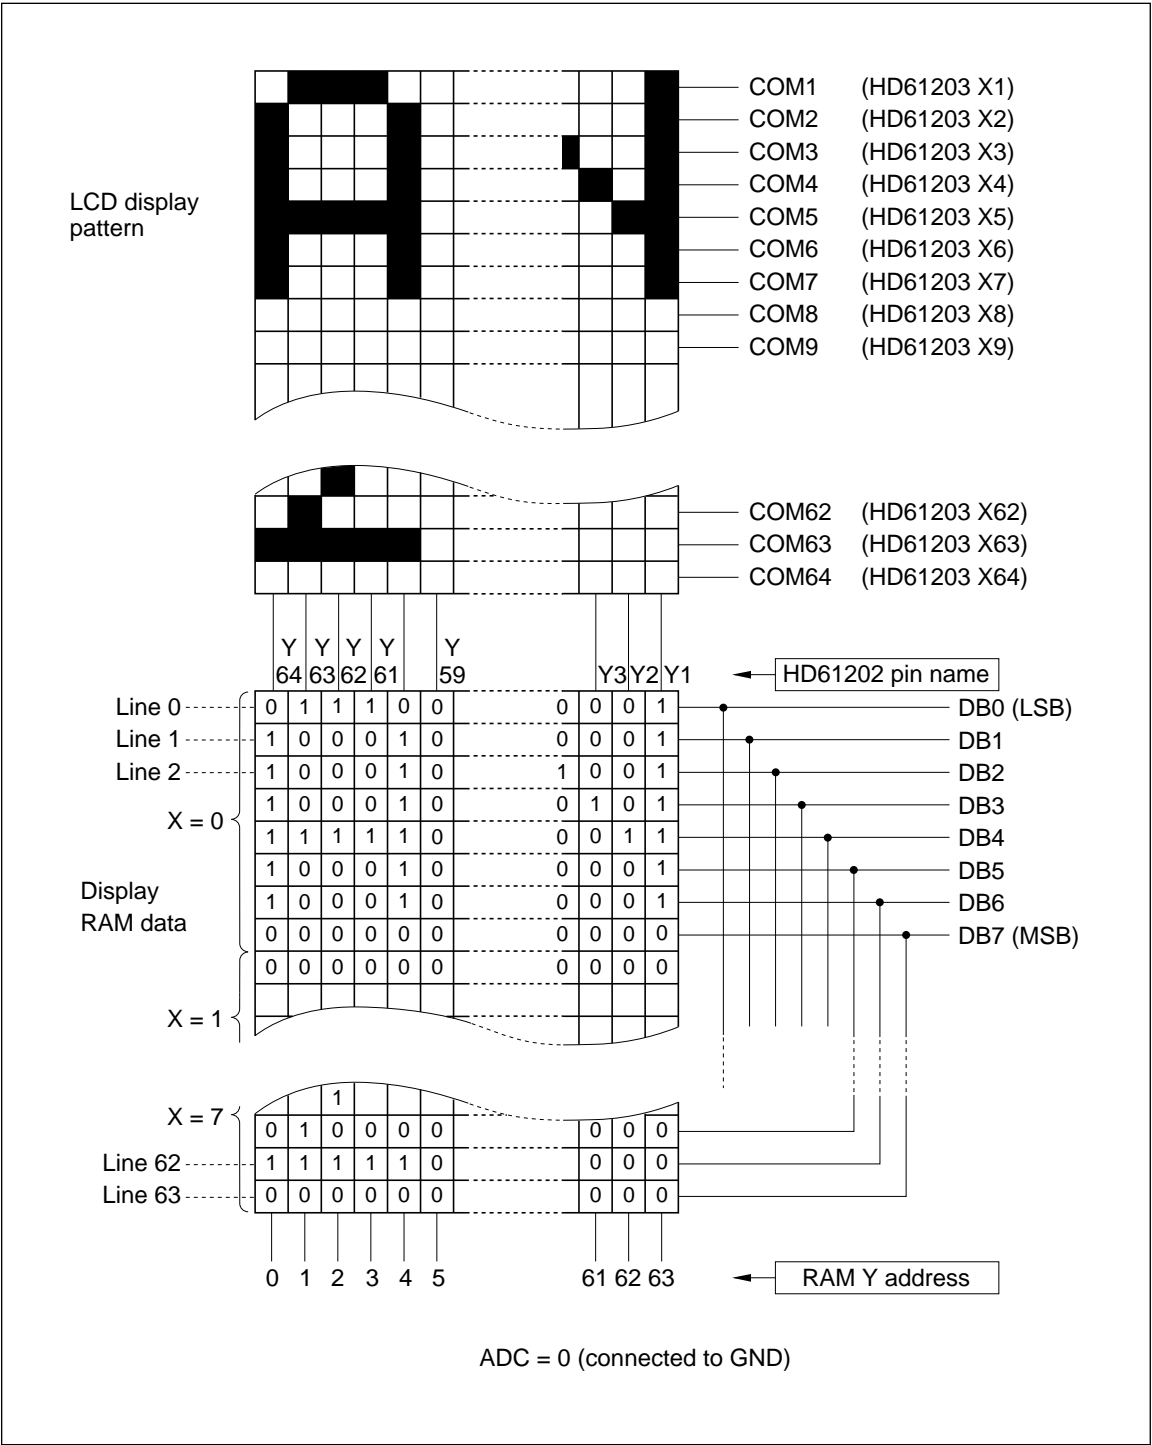 COM1 (HD61203 X1)
COM2 (HD61203 X2)
COM3 (HD61203 X3)
COM4 (HD61203 X4)
LCD display
pattern
COM5 (HD61203 X5)
COM6 (HD61203 X6)
COM7 (HD61203 X7)
COM8 (HD61203 X8)
COM9 (HD61203 X9)
COM62 (HD61203 X62)
COM63 (HD61203 X63)
COM64 (HD61203 X64)
Y Y Y Y Y
64 63 62 61 59 Y3 Y2 Y1
HD61202 pin name
Line 0 0 1 1 1 0 0 0 0 0 1 DB0 (LSB)
Line 1 1 0 0 0 1 0 0 0 0 1 DB1
Line 2 1 0 0 0 1 0 1 0 0 1 DB2
X = 0 1 0 0 0 1 0 0 1 0 1 DB3
1 1 1 1 1 0 0 0 1 1 DB4
1 0 0 0 1 0 0 0 0 1 DB5
Display
RAM data
1 0 0 0 1 0 0 0 0 1 DB6
0 0 0 0 0 0 0 0 0 0 DB7 (MSB)
0 0 0 0 0 0 0 0 0 0
X = 1
1
X = 7
0 1 0 0 0 0 0 0 0
Line 62 1 1 1 1 1 0 0 0 0
Line 63 0 0 0 0 0 0 0 0 0
0 1 2 3 4 5 61 62 63
RAM Y address
ADC = 0 (connected to GND)